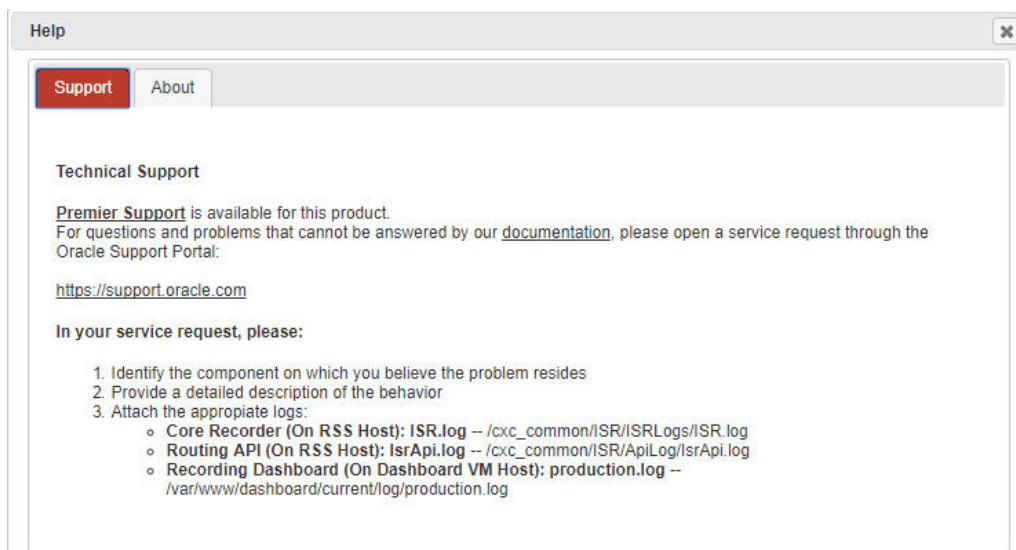 Help
Support About
Technical Support
Premier Support is available for this product.
For questions and problems that cannot be answered by our documentation, please open a service request through the
Oracle Support Portal:
https://support.oracle.com
In your service request, please:
1. Identify the component on which you believe the problem resides
2. Provide a detailed description of the behavior
3. Attach the appropiate logs:
Core Recorder (On RSS Host): ISR.log -- /cxc_common/ISR/ISRLogs/ISR.log
Routing API (On RSS Host): IsrApi.log -- /cxc_common/ISR/ApiLog/IsrApi.log
Recording Dashboard (On Dashboard VM Host): production.log --
/var/www/dashboard/current/log/production.log